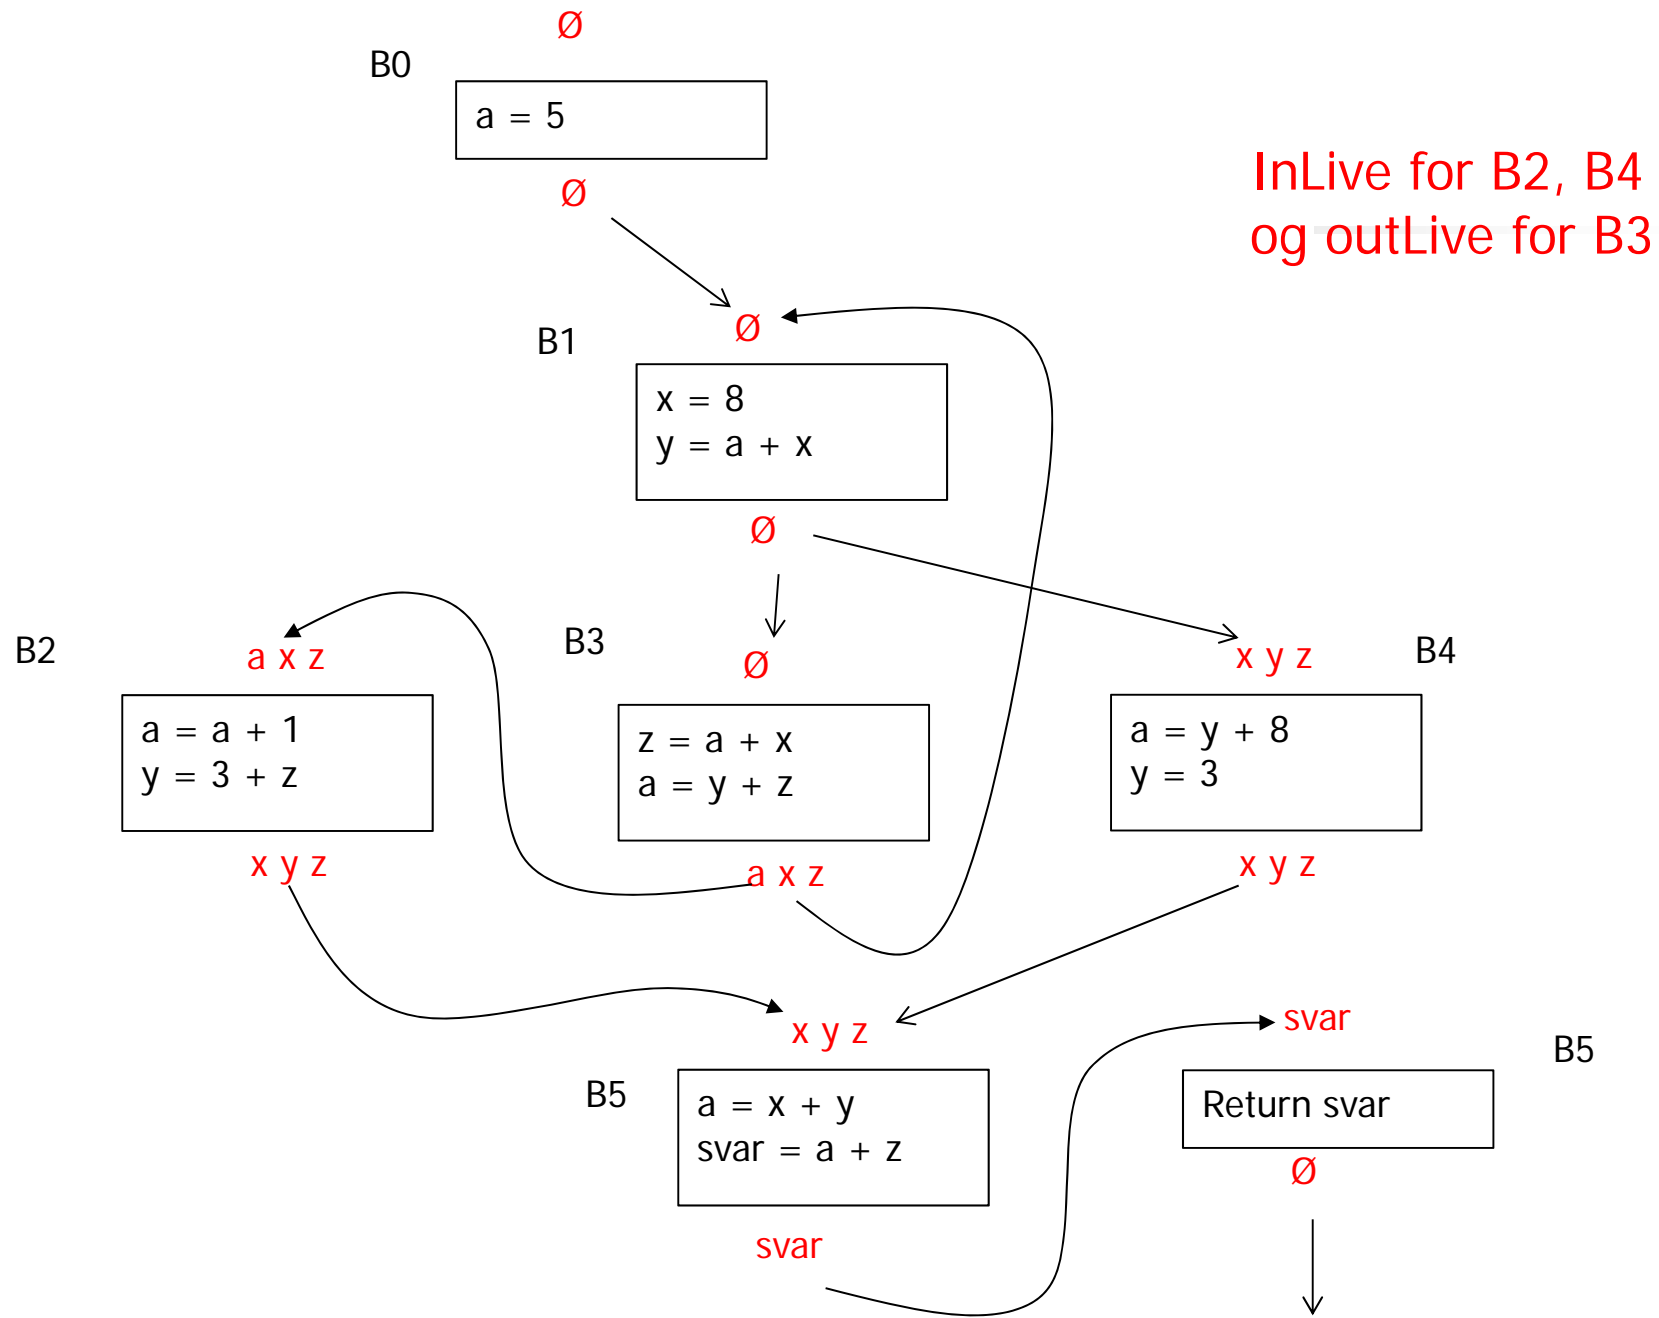 Ø
B0
a = 5
Ø
InLive for B2, B4
og outLive for B3
B1
Ø
x = 8
y = a + x
Ø
B2
a x z
a = a + 1
y = 3 + z
x y z
B3
Ø
z = a + x
a = y + z
a x z
B4
x y z
a = y + 8
y = 3
x y z
B5
x y z
a = x + y
svar = a + z
svar
svar
B5
Return svar
Ø